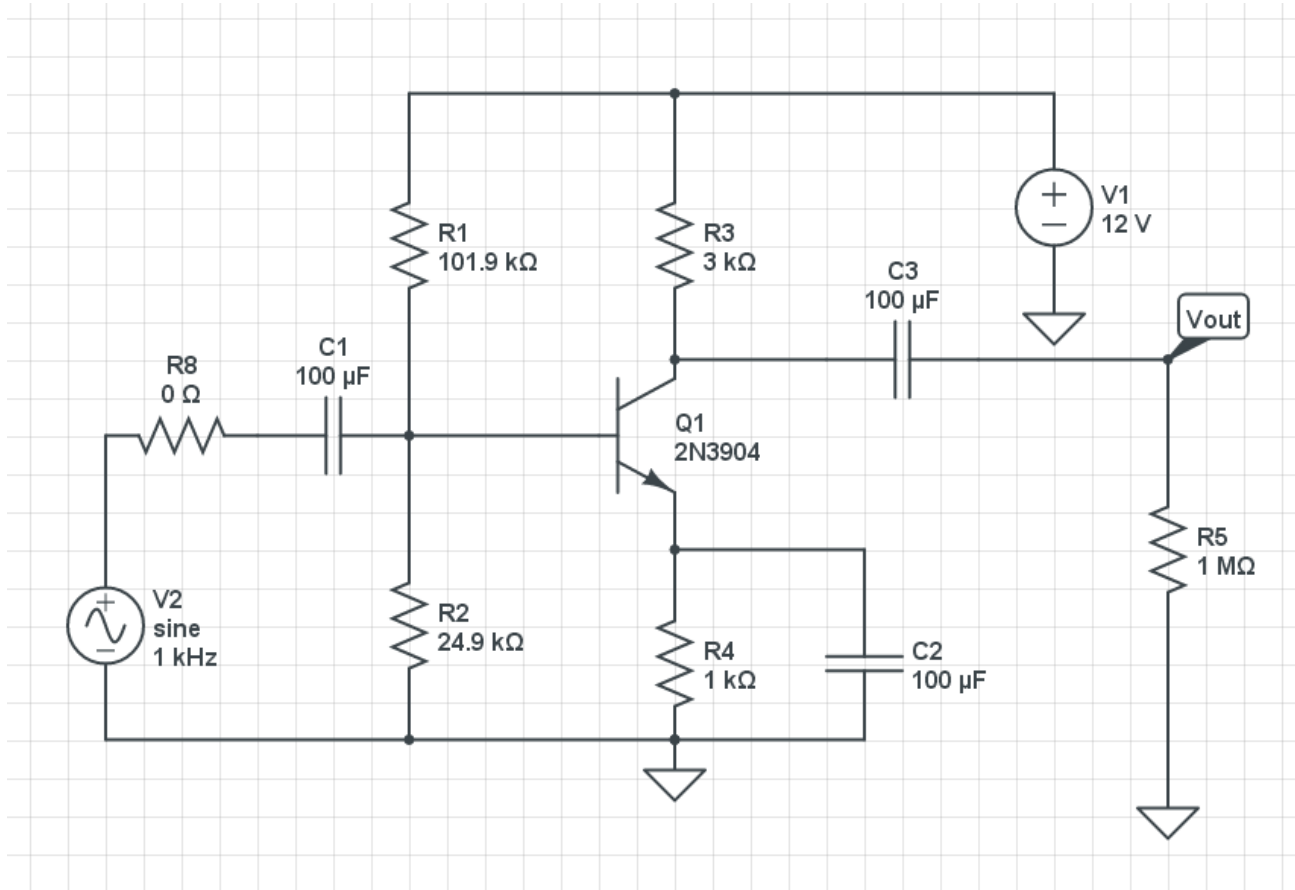 V1
12 V
R1
101.9 kΩ
R3
3 kΩ
C3
100 µF
Vout
C1
100 µF
R8
0 Ω
Q1
2N3904
R5
1 MΩ
V2
sine
1 kHz
R2
24.9 kΩ
R4
1 kΩ
C2
100 µF